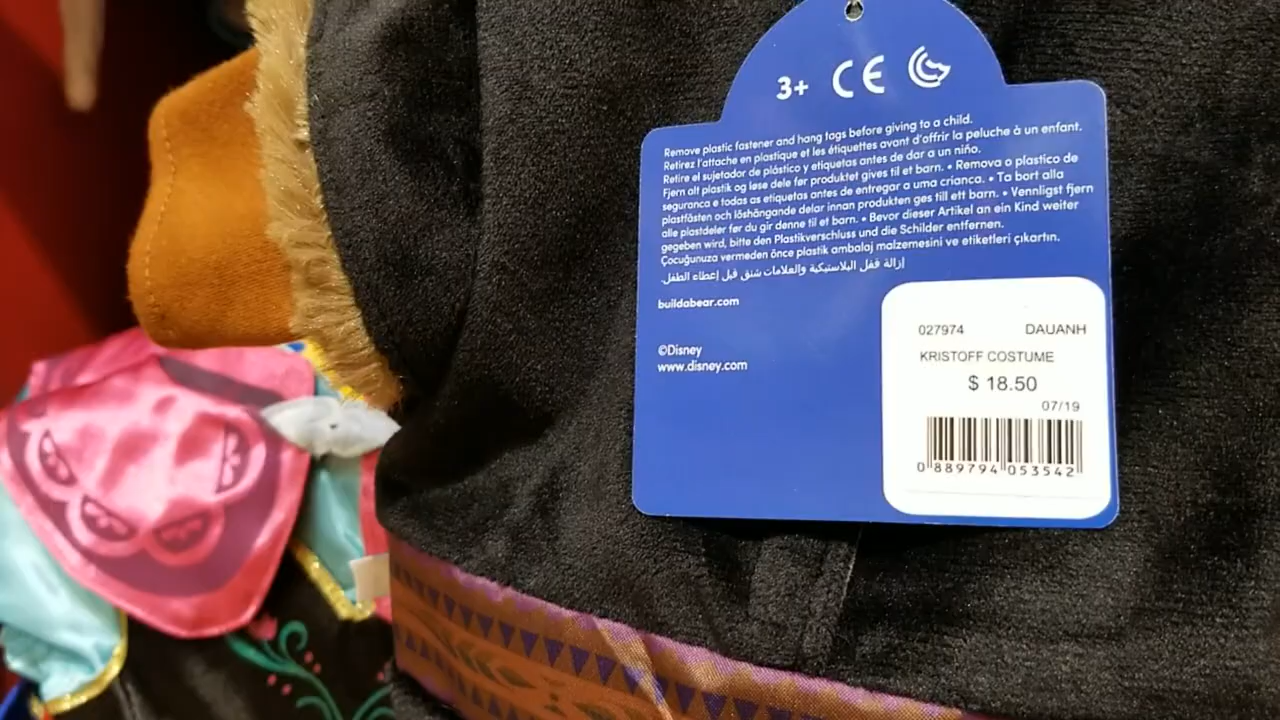 3+ CE
Remove plastic fastener and hang tags before giving to a child.
Retirez l'attache en plastique et les étiquettes avant d'offrir la peluche à un enfant.
Retire el sujetador de plástico y etiquetas antes de dar a un niño.
Fjern alt plastik og løse dele før produktet gives til et barn. • Remova o plastico de
seguranca e todas as etiquetas antes de entregar a uma crianca. • Ta bort alla
plastfästen och löshängande delar innan produkten ges till ett barn. • Vennligst fjern
alle plastdeler før du gir denne til et barn. • Bevor dieser Artikel an ein Kind weiter
gegeben wird, bitte den Plastikverschluss und die Schilder entfernen.
Çocuğunuza vermeden önce plastik ambalaj malzemesini ve etiketleri çıkartın.
إزالة قفل البلاستيكية والعلامات شنق قبل إعطاء الطفل.
buildabear.com
©Disney
www.disney.com
027974 DAUANH
KRISTOFF COSTUME
$ 18.50
07/19
0 889794 053542